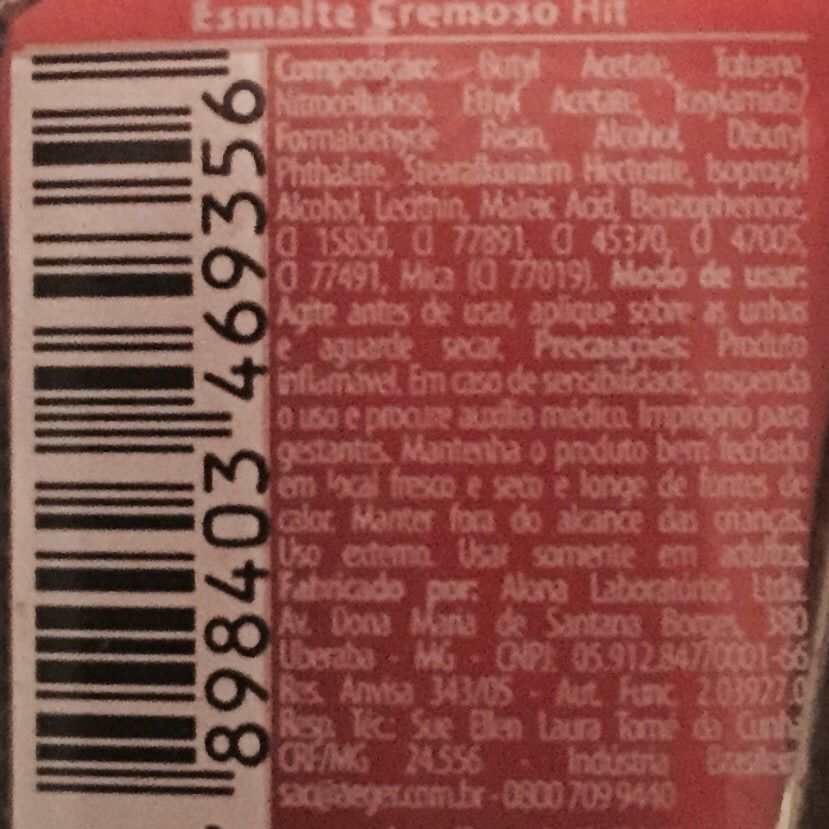 Esmalte Cremoso Hit
Composição: Butyl Acetate, Toluene,
Nitrocellulose, Ethyl Acetate, Tosylamide/
Formaldehyde Resin, Alcohol, Dibutyl
Phthalate, Stearalkonium Hectorite, Isopropyl
Alcohol, Lecithin, Maleic Acid, Benzophenone,
CI 15850, CI 77891, CI 45370, CI 47005,
CI 77491, Mica (CI 77019). Modo de usar:
Agite antes de usar, aplique sobre as unhas
e aguarde secar. Precauções: Produto
inflamável. Em caso de sensibilidade, suspenda
o uso e procure auxílio médico. Impróprio para
gestantes. Mantenha o produto bem fechado
em local fresco e seco e longe de fontes de
calor. Manter fora do alcance das crianças.
Uso externo. Usar somente em adultos.
Fabricado por: Alona Laboratórios Ltda.
Av. Dona Maria de Santana Borges, 380
Uberaba - MG - CNPJ: 05.912.847/0001-66
Res. Anvisa 343/05 - Aut. Func. 2.03927.0
Resp. Téc.: Sue Ellen Laura Tomé da Cunha
CRF/MG 24.556 - Indústria Brasileira
0800 709 9440
898403 469356